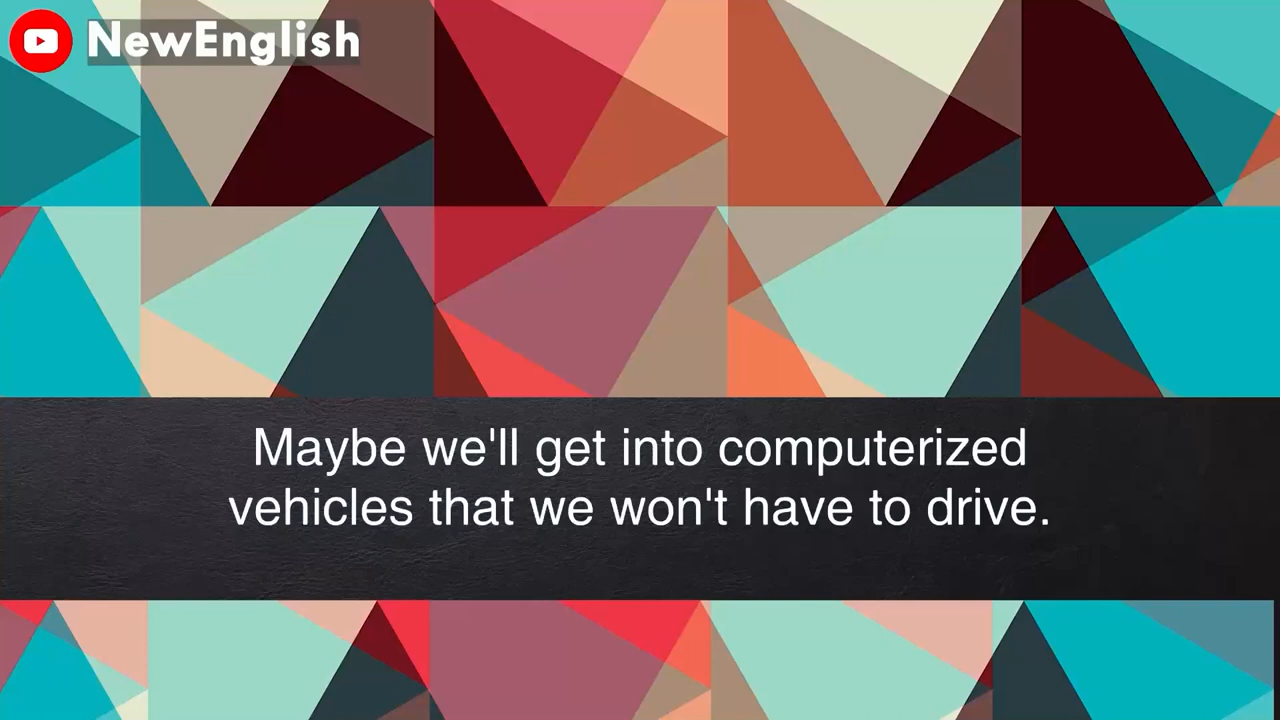 NewEnglish
Maybe we'll get into computerized
vehicles that we won't have to drive.